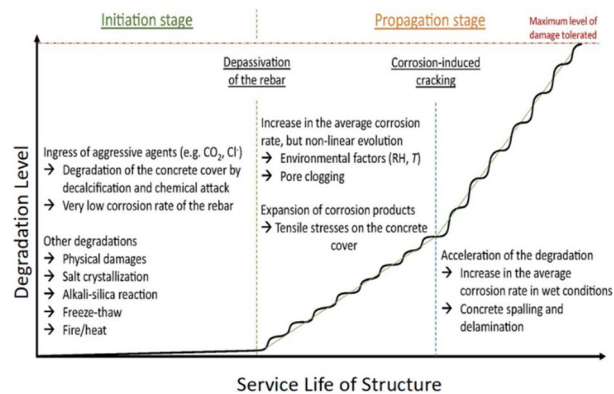 Initiation stage
Propagation stage
Maximum level of
damage tolerated
Depassivation
of the rebar
Corrosion-induced
cracking
Ingress of aggressive agents (e.g. CO₂, Cl⁻)
→ Degradation of the concrete cover by
decalcification and chemical attack
→ Very low corrosion rate of the rebar
Other degradations
→ Physical damages
→ Salt crystallization
→ Alkali-silica reaction
→ Freeze-thaw
→ Fire/heat
Increase in the average corrosion
rate, but non-linear evolution
→ Environmental factors (RH, T)
→ Pore clogging
Expansion of corrosion products
→ Tensile stresses on the concrete
cover
Acceleration of the degradation
→ Increase in the average
corrosion rate in wet conditions
→ Concrete spalling and
delamination
Degradation Level
Service Life of Structure